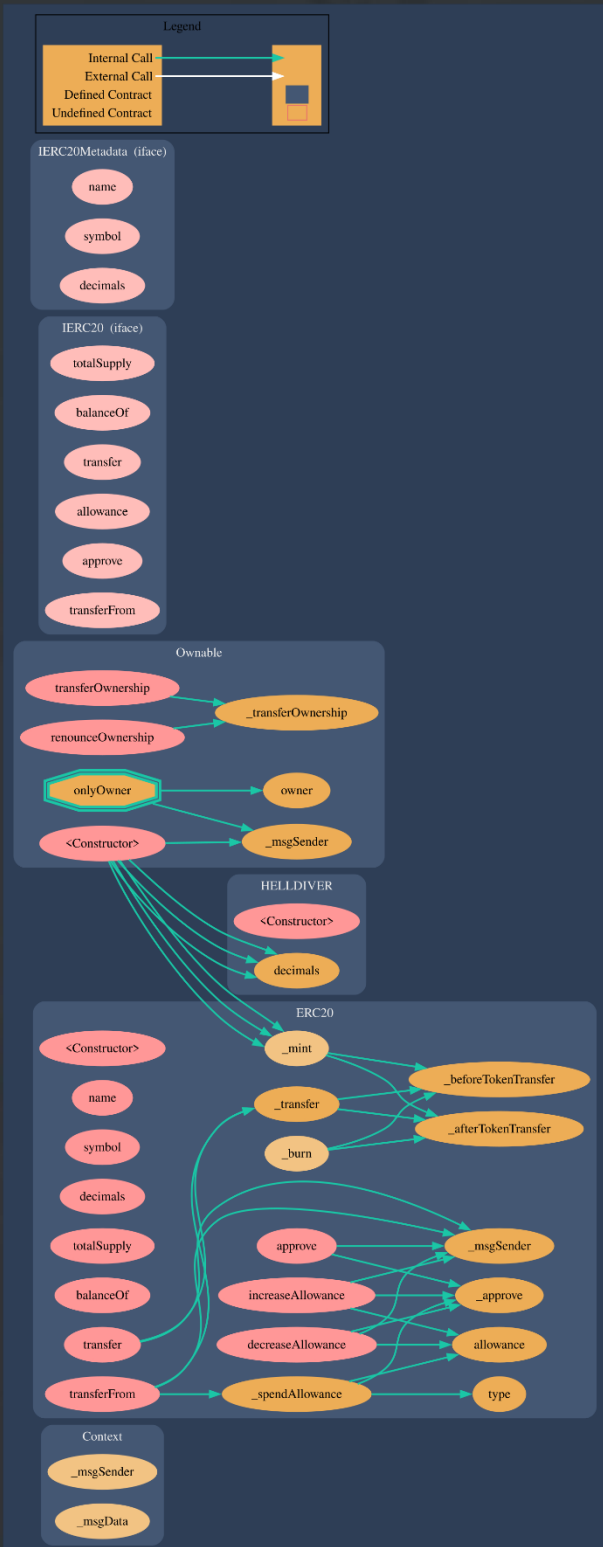 Legend
Internal Call
External Call
Defined Contract
Undefined Contract
IERC20Metadata (iface)
name
symbol
decimals
IERC20 (iface)
totalSupply
balanceOf
transfer
allowance
approve
transferFrom
Ownable
transferOwnership
_transferOwnership
renounceOwnership
onlyOwner
owner
<Constructor>
_msgSender
HELLDIVER
<Constructor>
decimals
ERC20
<Constructor>
_mint
_beforeTokenTransfer
name
_transfer
_afterTokenTransfer
symbol
_burn
decimals
totalSupply
approve
_msgSender
balanceOf
increaseAllowance
_approve
transfer
decreaseAllowance
allowance
transferFrom
_spendAllowance
type
Context
_msgSender
_msgData